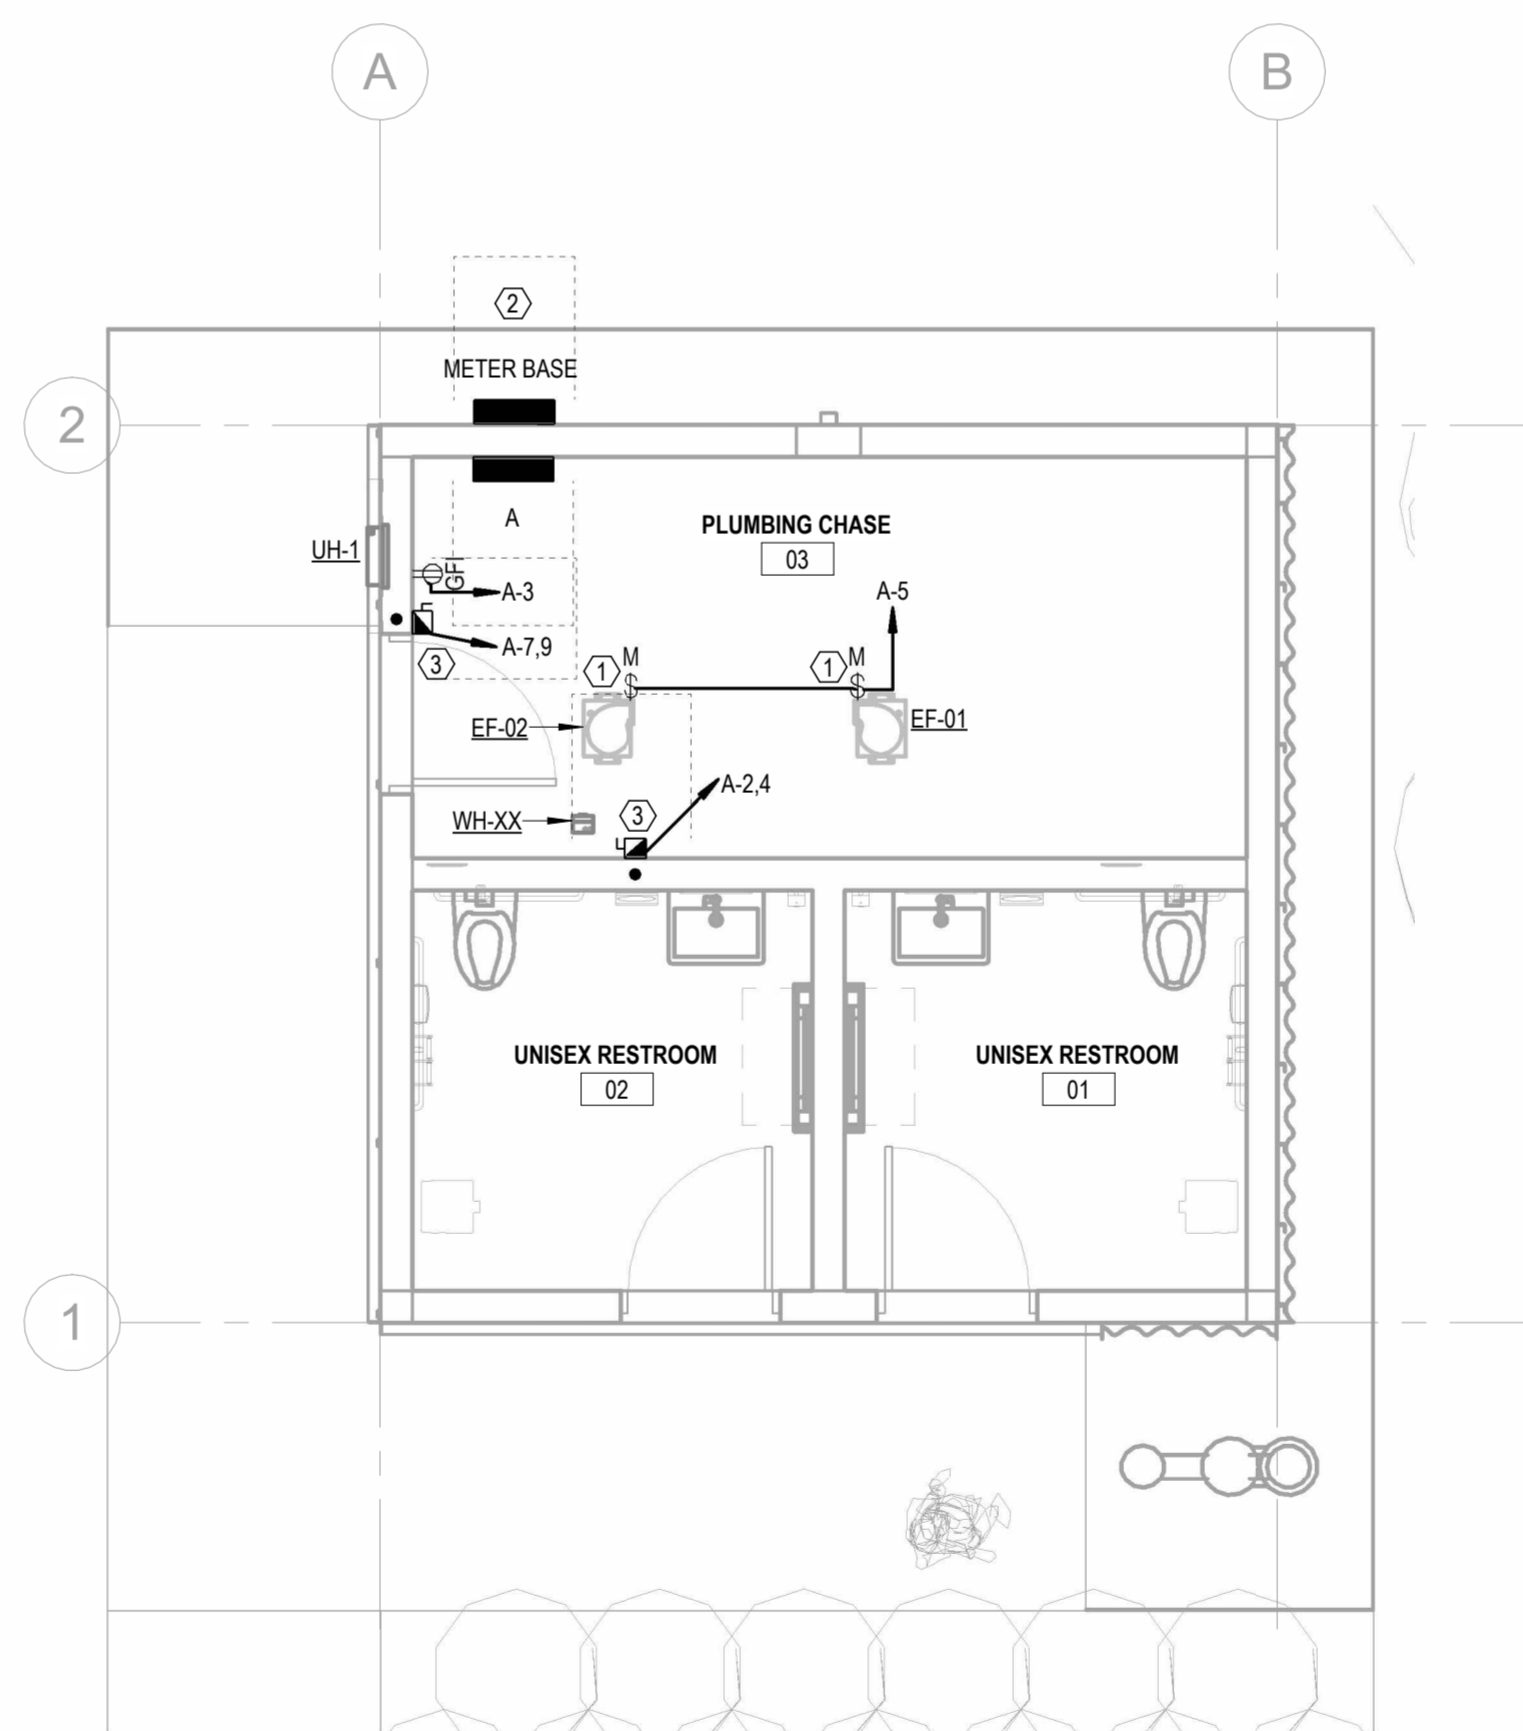 A
B
2
METER BASE
2
A
PLUMBING CHASE
03
UH-1
GFI
A-3
A-5
A-7,9
3
1
M
1
M
EF-02
EF-01
A-2,4
WH-XX
3
UNISEX RESTROOM
02
UNISEX RESTROOM
01
1